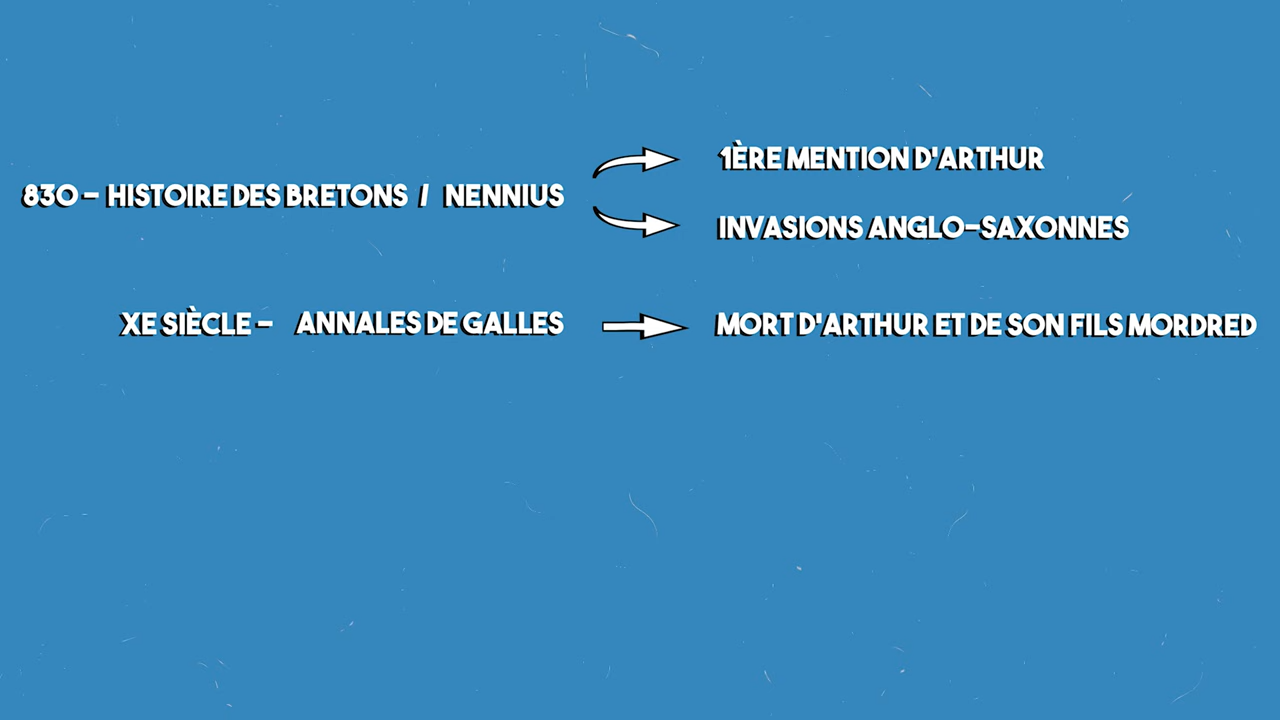 830 - HISTOIRE DES BRETONS / NENNIUS
1ÈRE MENTION D'ARTHUR
INVASIONS ANGLO-SAXONNES
XE SIÈCLE - ANNALES DE GALLES
MORT D'ARTHUR ET DE SON FILS MORDRED